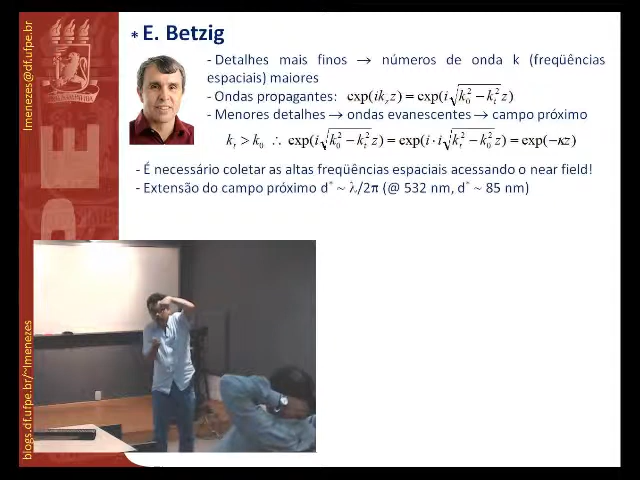 lmenezes@df.ufpe.br
* E. Betzig
- Detalhes mais finos → números de onda k (freqüências
espaciais) maiores
- Ondas propagantes: exp(ik_z z) = exp(i√(k_0^2 − k_t^2) z)
- Menores detalhes → ondas evanescentes → campo próximo
k_t > k_0 ∴ exp(i√(k_0^2 − k_t^2) z) = exp(i·i√(k_t^2 − k_0^2) z) = exp(−κz)
- É necessário coletar as altas freqüências espaciais acessando o near field!
- Extensão do campo próximo d* ~ λ/2π (@ 532 nm, d* ~ 85 nm)
blogs.df.ufpe.br/~lmenezes